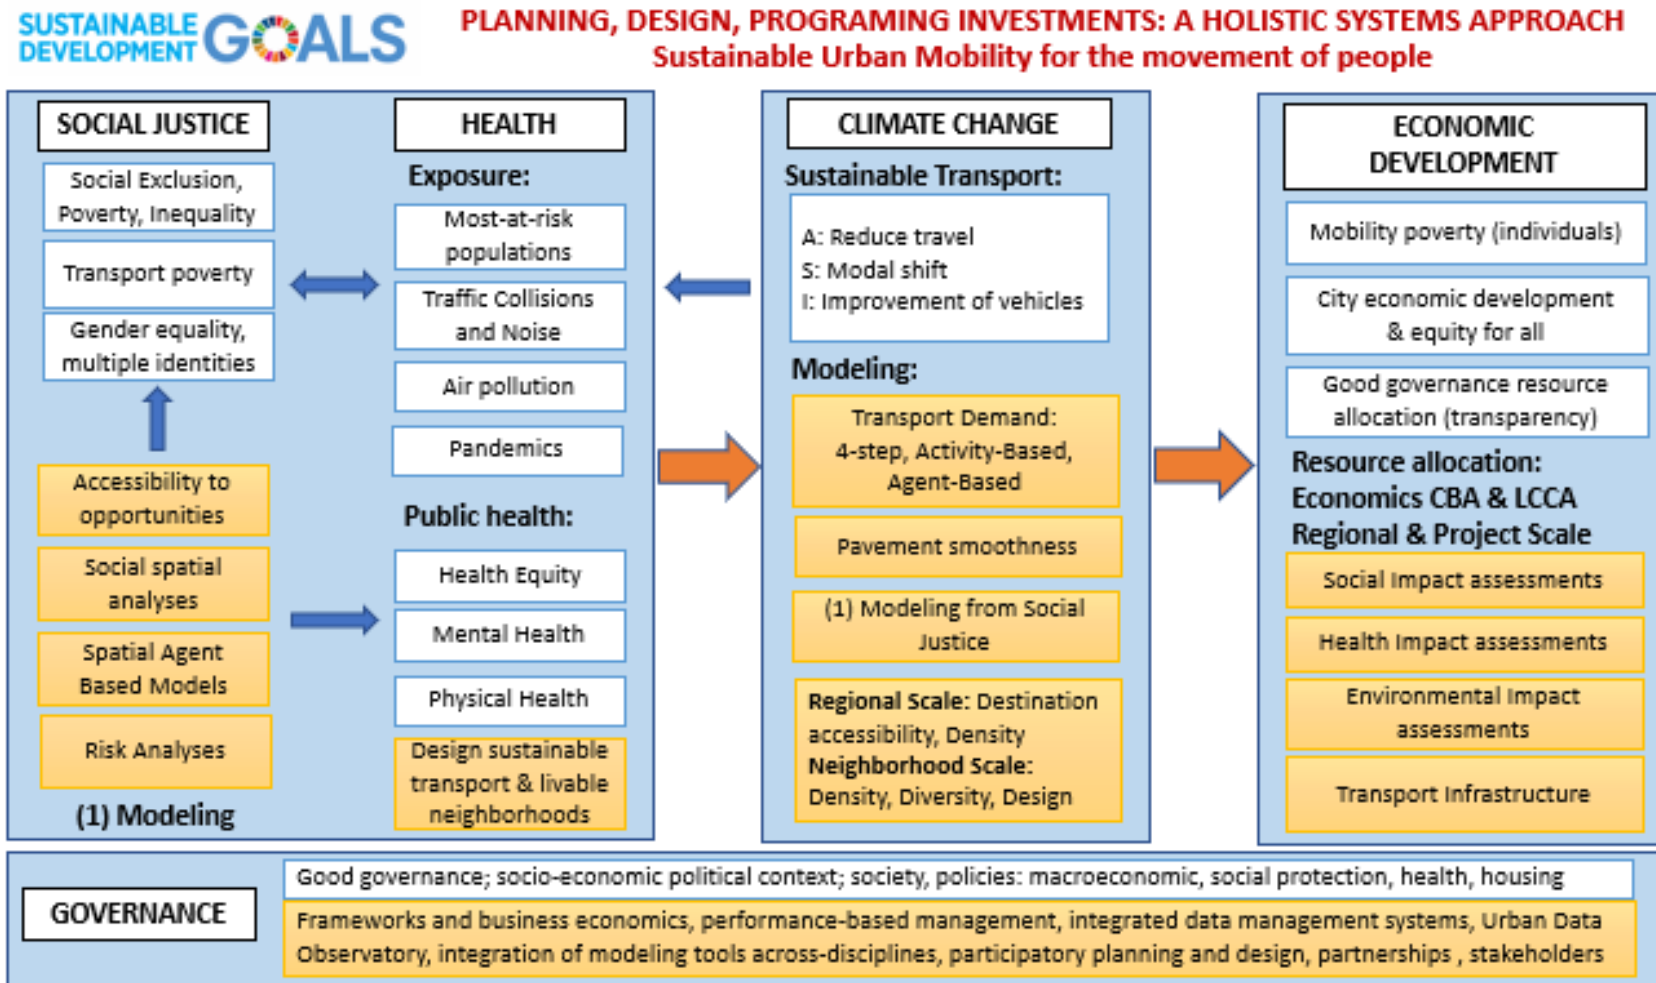 SUSTAINABLE
DEVELOPMENT
GOALS
PLANNING, DESIGN, PROGRAMING INVESTMENTS: A HOLISTIC SYSTEMS APPROACH
Sustainable Urban Mobility for the movement of people
SOCIAL JUSTICE
Social Exclusion,
Poverty, Inequality
Transport poverty
Gender equality,
multiple identities
Accessibility to
opportunities
Social spatial
analyses
Spatial Agent
Based Models
Risk Analyses
(1) Modeling
HEALTH
Exposure:
Most-at-risk
populations
Traffic Collisions
and Noise
Air pollution
Pandemics
Public health:
Health Equity
Mental Health
Physical Health
Design sustainable
transport & livable
neighborhoods
CLIMATE CHANGE
Sustainable Transport:
A: Reduce travel
S: Modal shift
I: Improvement of vehicles
Modeling:
Transport Demand:
4-step, Activity-Based,
Agent-Based
Pavement smoothness
(1) Modeling from Social
Justice
Regional Scale: Destination
accessibility, Density
Neighborhood Scale:
Density, Diversity, Design
ECONOMIC
DEVELOPMENT
Mobility poverty (individuals)
City economic development
& equity for all
Good governance resource
allocation (transparency)
Resource allocation:
Economics CBA & LCCA
Regional & Project Scale
Social Impact assessments
Health Impact assessments
Environmental Impact
assessments
Transport Infrastructure
GOVERNANCE
Good governance; socio-economic political context; society, policies: macroeconomic, social protection, health, housing
Frameworks and business economics, performance-based management, integrated data management systems, Urban Data
Observatory, integration of modeling tools across-disciplines, participatory planning and design, partnerships , stakeholders